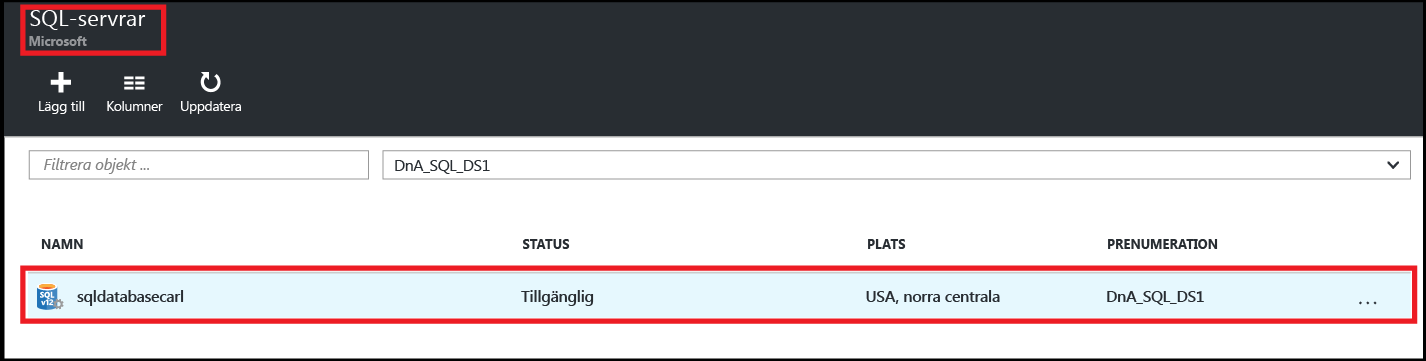 SQL-servrar
Microsoft
Lägg till Kolumner Uppdatera
Filtrera objekt ... DnA_SQL_DS1
NAMN STATUS PLATS PRENUMERATION
SQL v12 sqldatabasecarl Tillgänglig USA, norra centrala DnA_SQL_DS1 ...